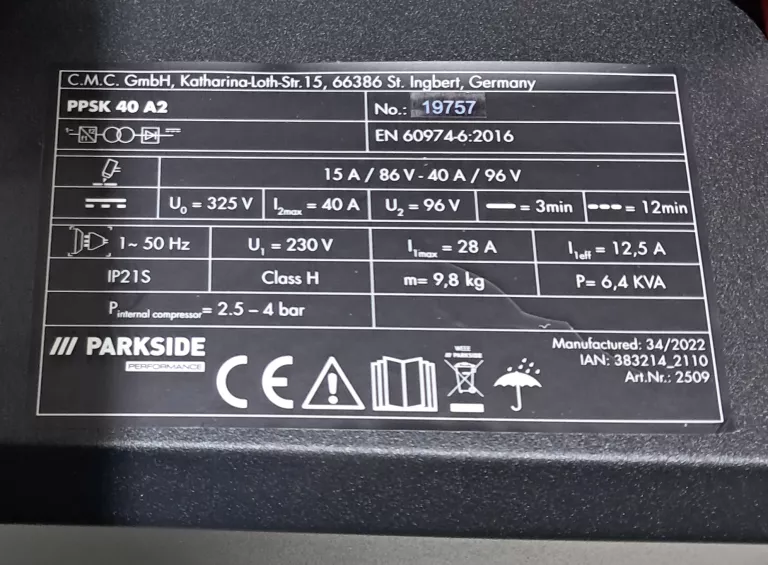 C.M.C. GmbH, Katharina-Loth-Str.15, 66386 St. Ingbert, Germany
PPSK 40 A2
No.: 19757
EN 60974-6:2016
15 A / 86 V - 40 A / 96 V
U0 = 325 V
I2max = 40 A
U2 = 96 V
= 3min
= 12min
1~ 50 Hz
U1 = 230 V
I1max = 28 A
I1eff = 12,5 A
IP21S
Class H
m= 9,8 kg
P= 6,4 KVA
Pinternal compressor= 2.5 – 4 bar
/// PARKSIDE
PERFORMANCE
CE
WEEE
/// PARKSIDE
Manufactured: 34/2022
IAN: 383214_2110
Art.Nr.: 2509